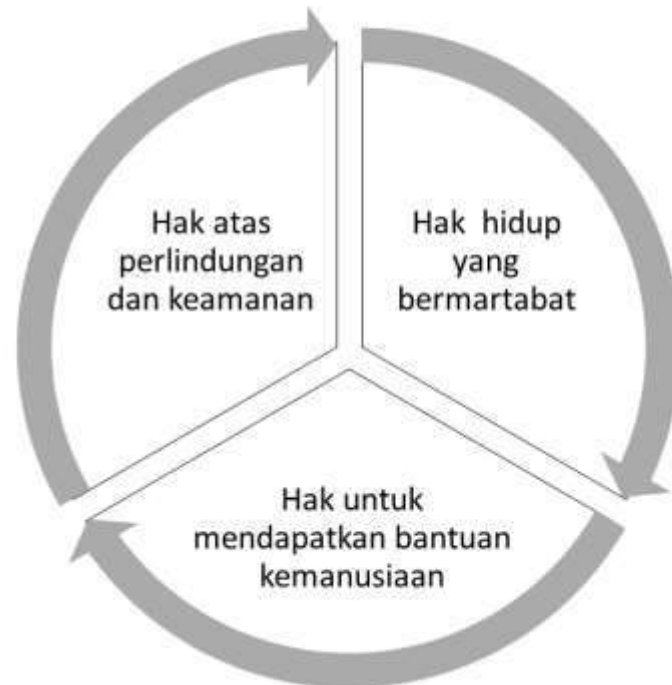 Hak atas
perlindungan
dan keamanan
Hak hidup
yang
bermartabat
Hak untuk
mendapatkan bantuan
kemanusiaan